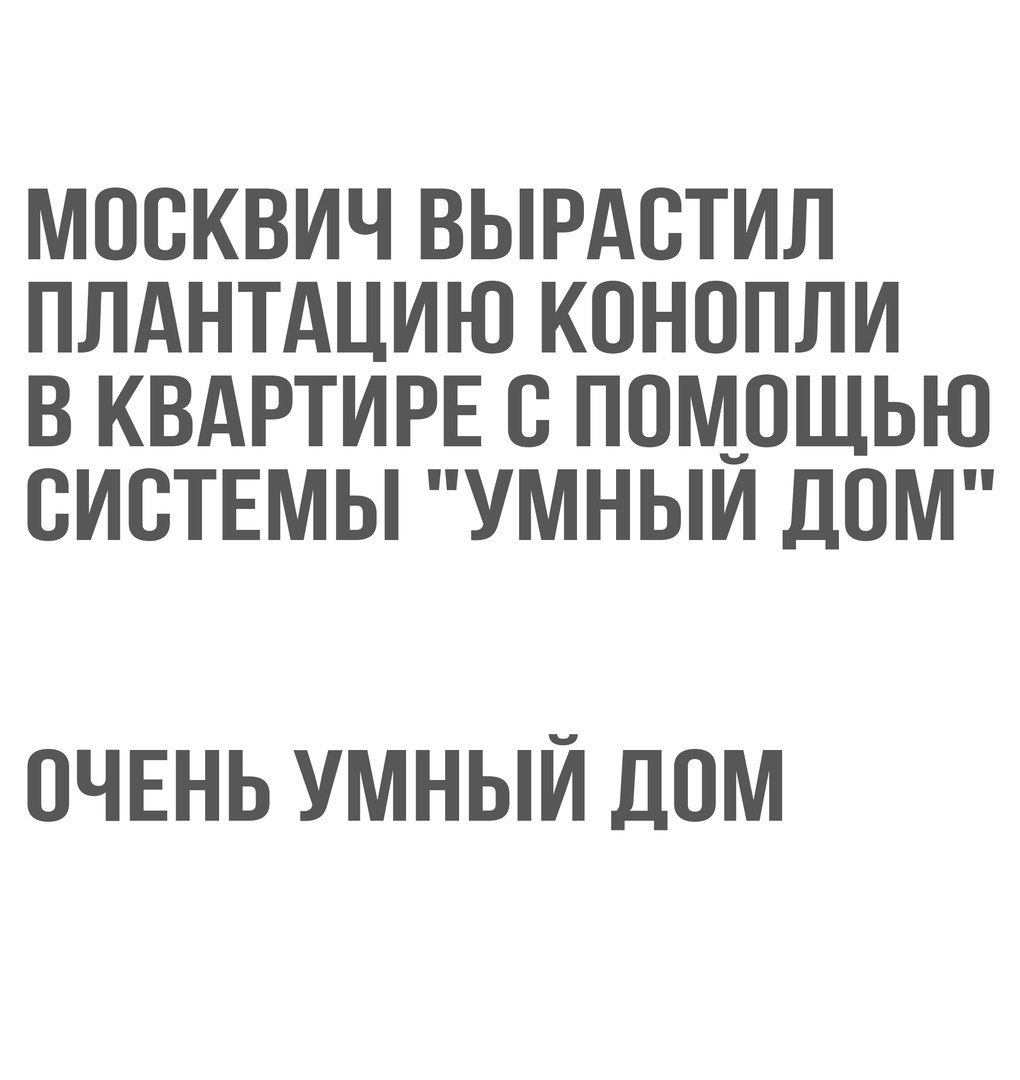 МОСКВИЧ ВЫРАСТИЛ
ПЛАНТАЦИЮ КОНОПЛИ
В КВАРТИРЕ С ПОМОЩЬЮ
СИСТЕМЫ "УМНЫЙ ДОМ"
ОЧЕНЬ УМНЫЙ ДОМ